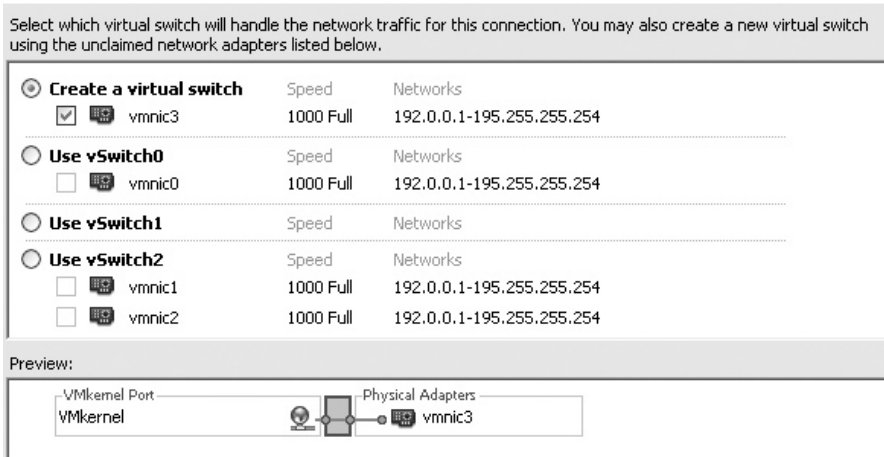 Select which virtual switch will handle the network traffic for this connection. You may also create a new virtual switch
using the unclaimed network adapters listed below.
Create a virtual switch Speed Networks
vmnic3 1000 Full 192.0.0.1-195.255.255.254
Use vSwitch0 Speed Networks
vmnic0 1000 Full 192.0.0.1-195.255.255.254
Use vSwitch1 Speed Networks
Use vSwitch2 Speed Networks
vmnic1 1000 Full 192.0.0.1-195.255.255.254
vmnic2 1000 Full 192.0.0.1-195.255.255.254
Preview:
VMkernel Port Physical Adapters
VMkernel vmnic3